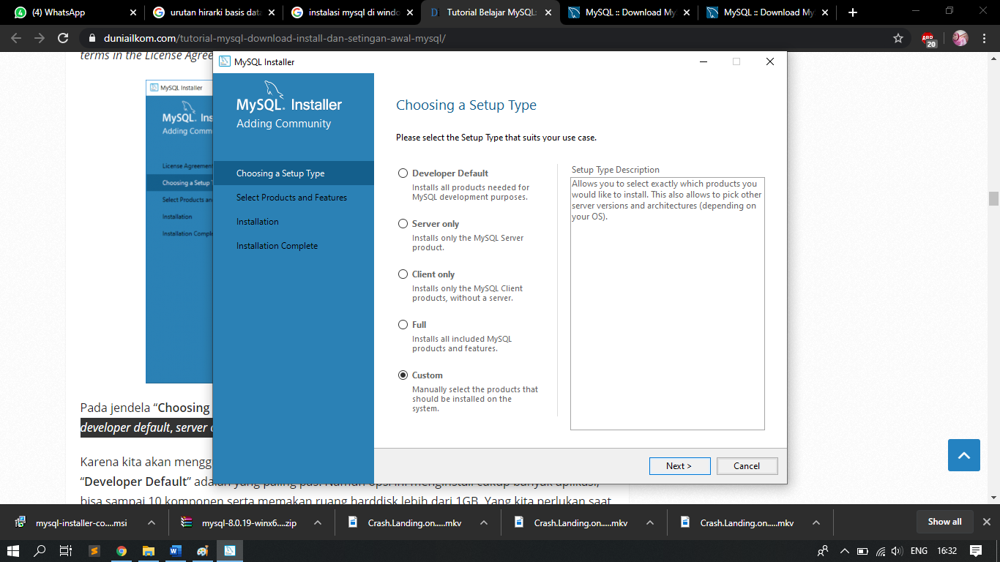 (4) WhatsApp
urutan hirarki basis data
instalasi mysql di windo
Tutorial Belajar MySQL:
MySQL :: Download My
MySQL :: Download My
duniailkom.com/tutorial-mysql-download-install-dan-setingan-awal-mysql/
ABP
20
terms in the License Agree
MySQL Installer
MySQL. Ins
Adding Comm
License Agreement
Choosing a Setup T
Select Products an
Installation
Installation Comple
MySQL Installer
MySQL. Installer
Adding Community
Choosing a Setup Type
Select Products and Features
Installation
Installation Complete
Choosing a Setup Type
Please select the Setup Type that suits your use case.
Developer Default
Installs all products needed for
MySQL development purposes.
Server only
Installs only the MySQL Server
product.
Client only
Installs only the MySQL Client
products, without a server.
Full
Installs all included MySQL
products and features.
Custom
Manually select the products that
should be installed on the
system.
Setup Type Description
Allows you to select exactly which products you
would like to install. This also allows to pick other
server versions and architectures (depending on
your OS).
Next >
Cancel
Pada jendela “Choosing
developer default, server o
Karena kita akan mengg
“Developer Default” adalah yang paling pas. Namun opsi ini menginstall cukup banyak aplikasi,
bisa sampai 10 komponen serta memakan ruang harddisk lebih dari 1GB. Yang kita perlukan saat
mysql-installer-co....msi
mysql-8.0.19-winx6....zip
Crash.Landing.on.....mkv
Crash.Landing.on.....mkv
Crash.Landing.on.....mkv
Show all
ENG
16:32